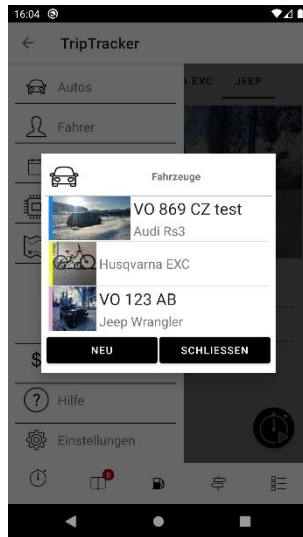 16:04
TripTracker
Autos
A EXC JEEP
Fahrer
Fahrzeuge
VO 869 CZ test
Audi Rs3
Husqvarna EXC
VO 123 AB
Jeep Wrangler
NEU SCHLIESSEN
$
? Hilfe
Einstellungen
0